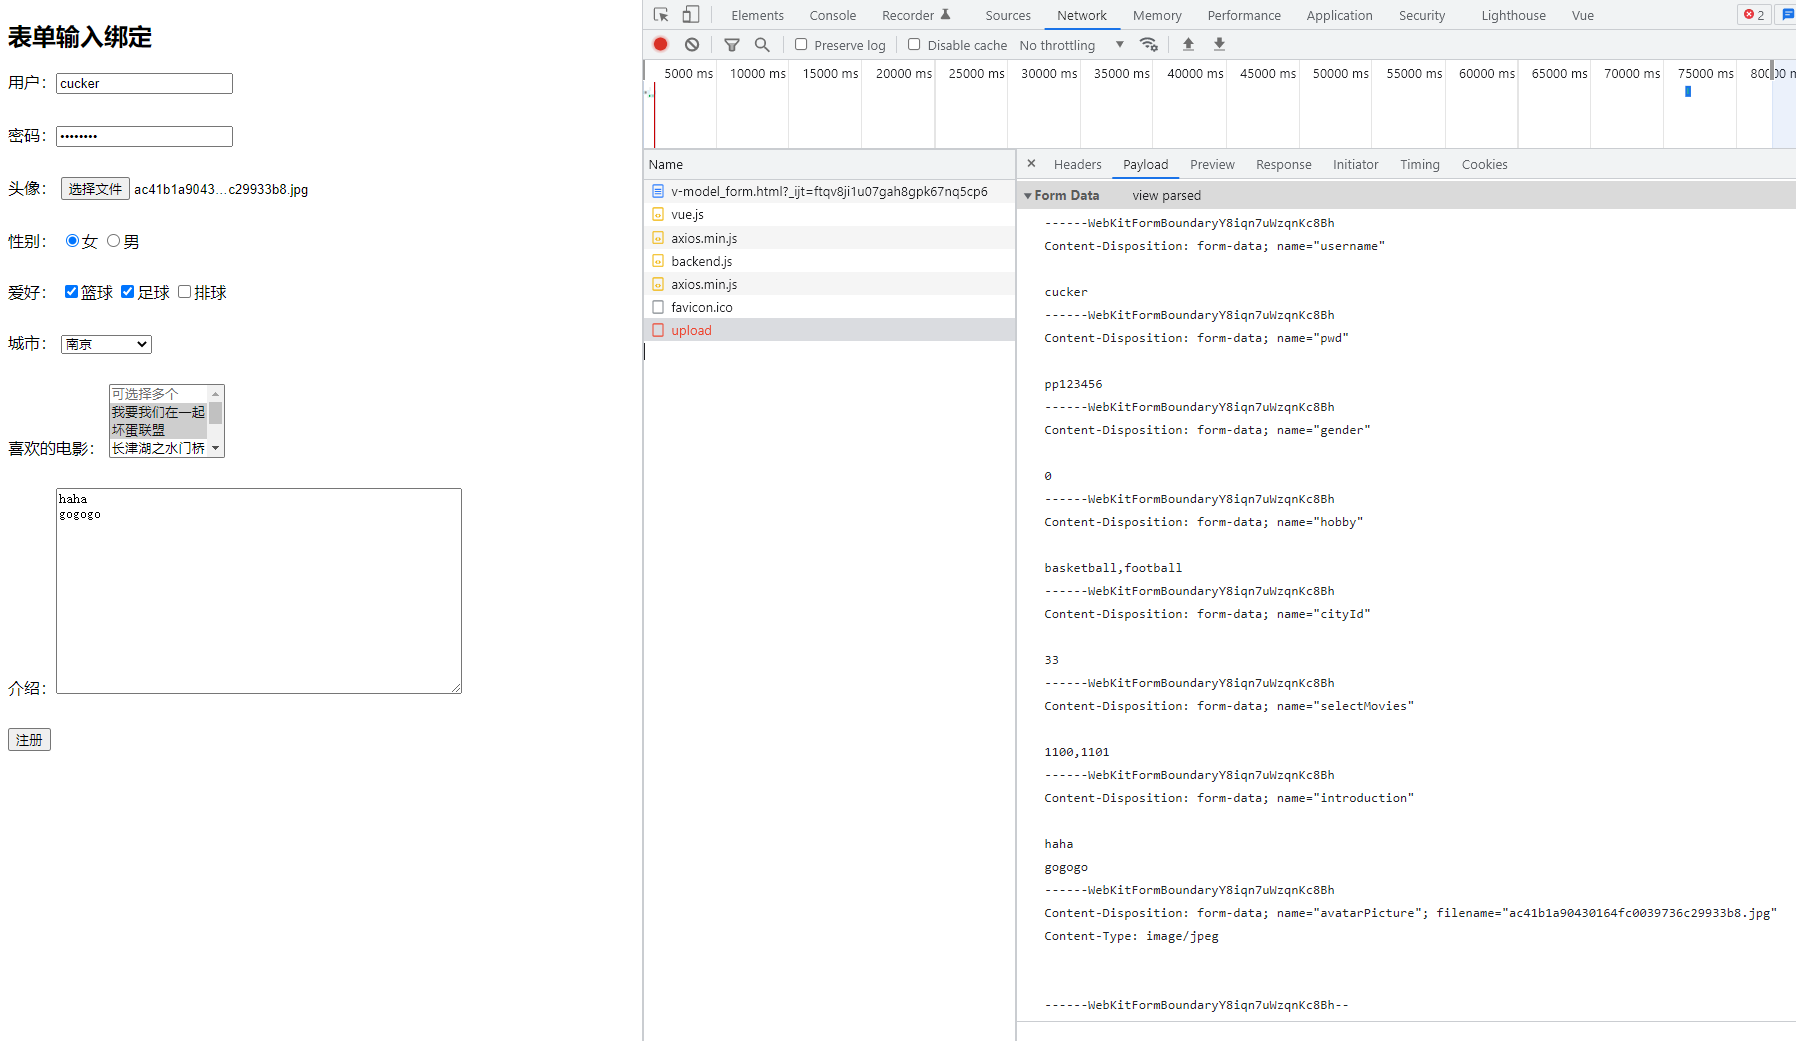 表单输入绑定
用户： cucker
密码： ••••••••
头像： 选择文件 ac41b1a9043...c29933b8.jpg
性别： 女 男
爱好： 篮球 足球 排球
城市： 南京
可选择多个
我要我们在一起
坏蛋联盟
喜欢的电影： 长津湖之水门桥
haha
gogogo
介绍：
注册
Elements Console Recorder Sources Network Memory Performance Application Security Lighthouse Vue 2
Preserve log Disable cache No throttling
5000 ms 10000 ms 15000 ms 20000 ms 25000 ms 30000 ms 35000 ms 40000 ms 45000 ms 50000 ms 55000 ms 60000 ms 65000 ms 70000 ms 75000 ms
Name
v-model_form.html?_ijt=ftqv8ji1u07gah8gpk67nq5cp6
vue.js
axios.min.js
backend.js
axios.min.js
favicon.ico
upload
× Headers Payload Preview Response Initiator Timing Cookies
Form Data view parsed
------WebKitFormBoundaryY8iqn7uWzqnKc8Bh
Content-Disposition: form-data; name="username"
cucker
------WebKitFormBoundaryY8iqn7uWzqnKc8Bh
Content-Disposition: form-data; name="pwd"
pp123456
------WebKitFormBoundaryY8iqn7uWzqnKc8Bh
Content-Disposition: form-data; name="gender"
0
------WebKitFormBoundaryY8iqn7uWzqnKc8Bh
Content-Disposition: form-data; name="hobby"
basketball,football
------WebKitFormBoundaryY8iqn7uWzqnKc8Bh
Content-Disposition: form-data; name="cityId"
33
------WebKitFormBoundaryY8iqn7uWzqnKc8Bh
Content-Disposition: form-data; name="selectMovies"
1100,1101
------WebKitFormBoundaryY8iqn7uWzqnKc8Bh
Content-Disposition: form-data; name="introduction"
haha
gogogo
------WebKitFormBoundaryY8iqn7uWzqnKc8Bh
Content-Disposition: form-data; name="avatarPicture"; filename="ac41b1a90430164fc0039736c29933b8.jpg"
Content-Type: image/jpeg
------WebKitFormBoundaryY8iqn7uWzqnKc8Bh--